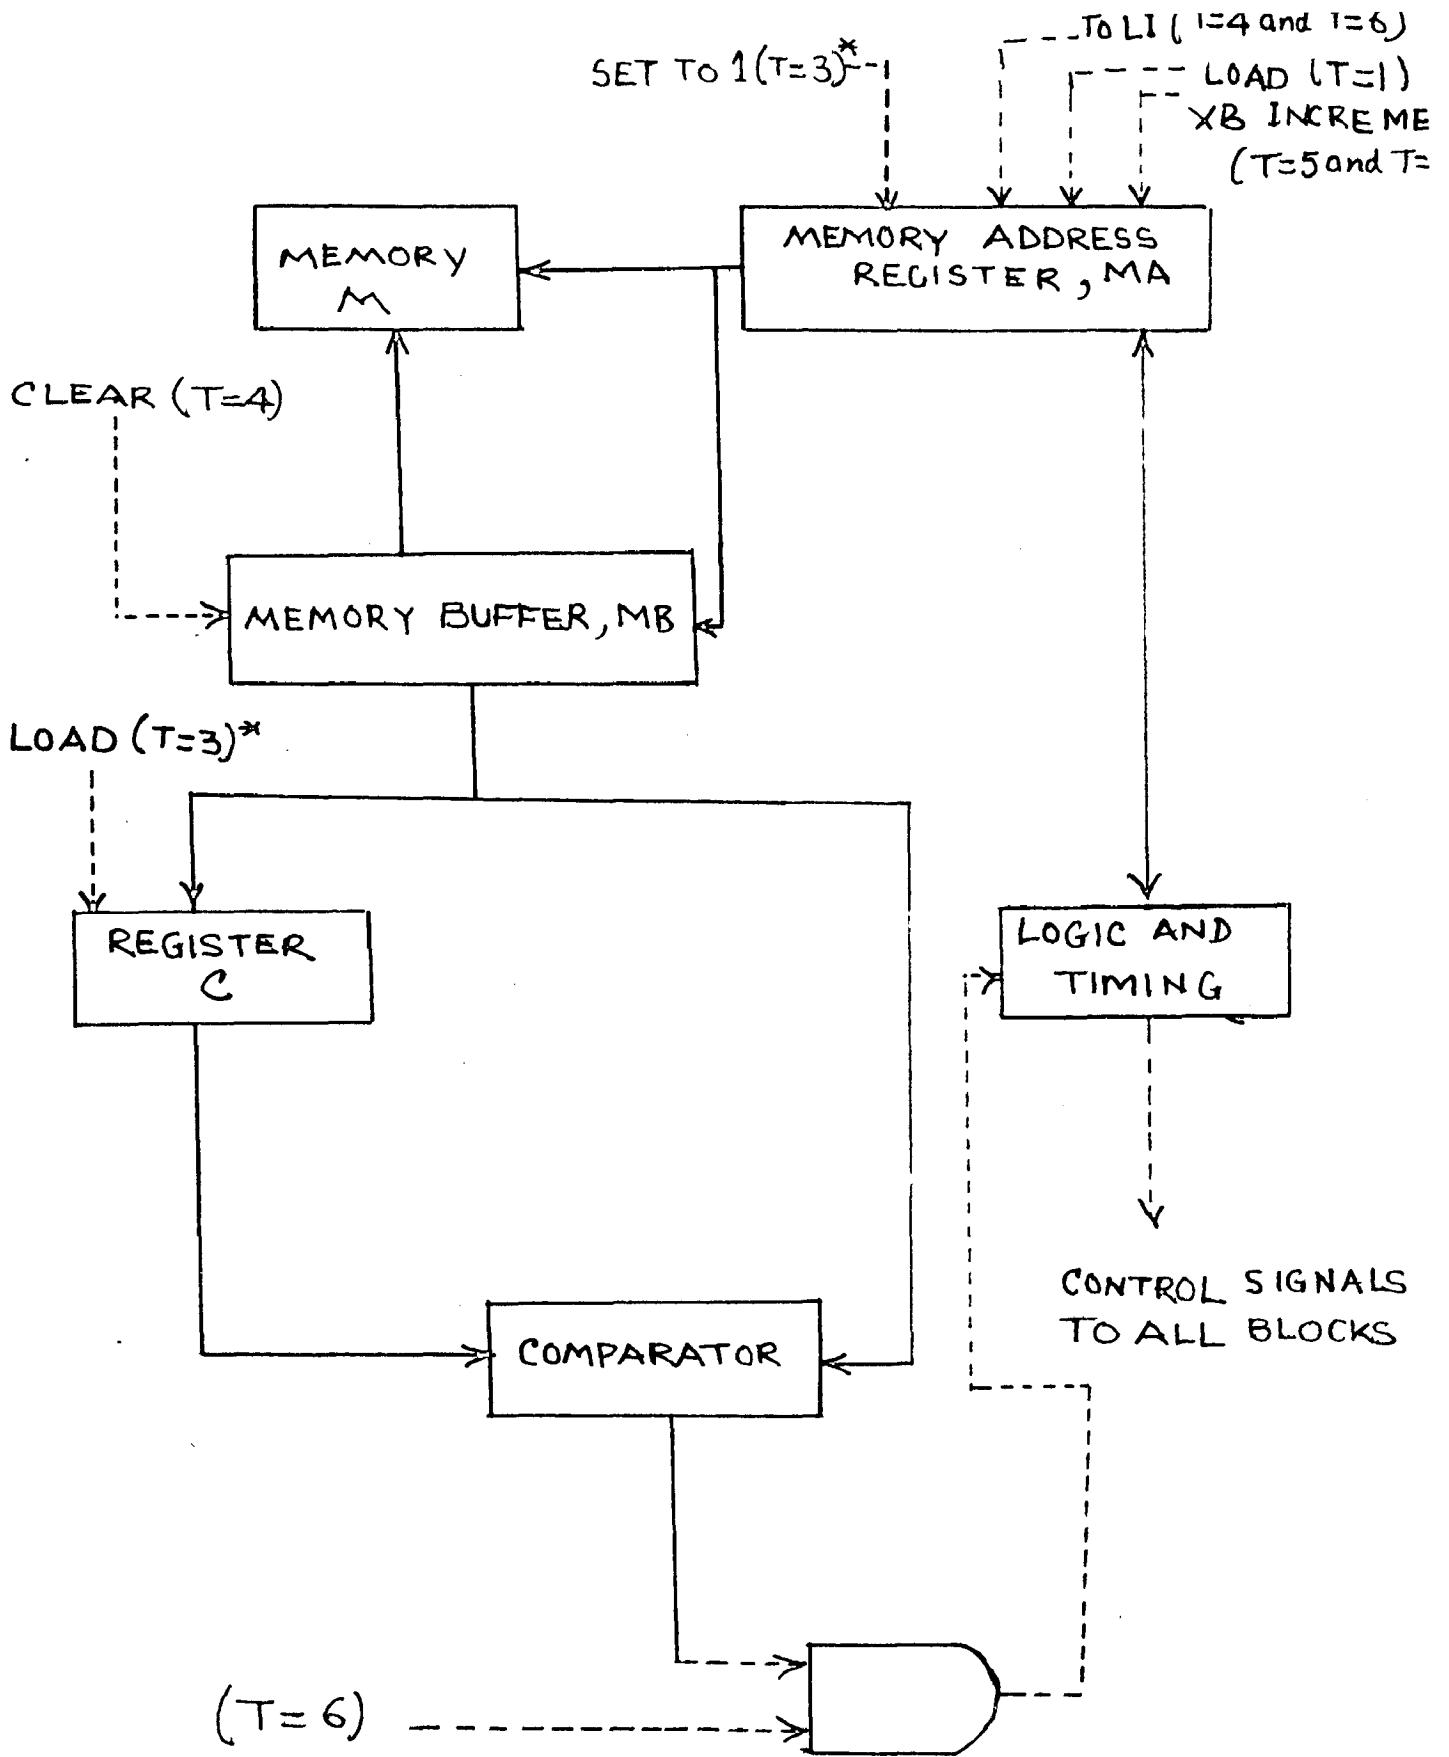 TO LI (T=4 and T=6)
SET TO 1 (T=3)*
LOAD (T=1)
XB INCREME
(T=5 and T=
MEMORY
M
MEMORY ADDRESS
REGISTER, MA
CLEAR (T=4)
MEMORY BUFFER, MB
LOAD (T=3)*
REGISTER
C
LOGIC AND
TIMING
CONTROL SIGNALS
TO ALL BLOCKS
COMPARATOR
(T=6)